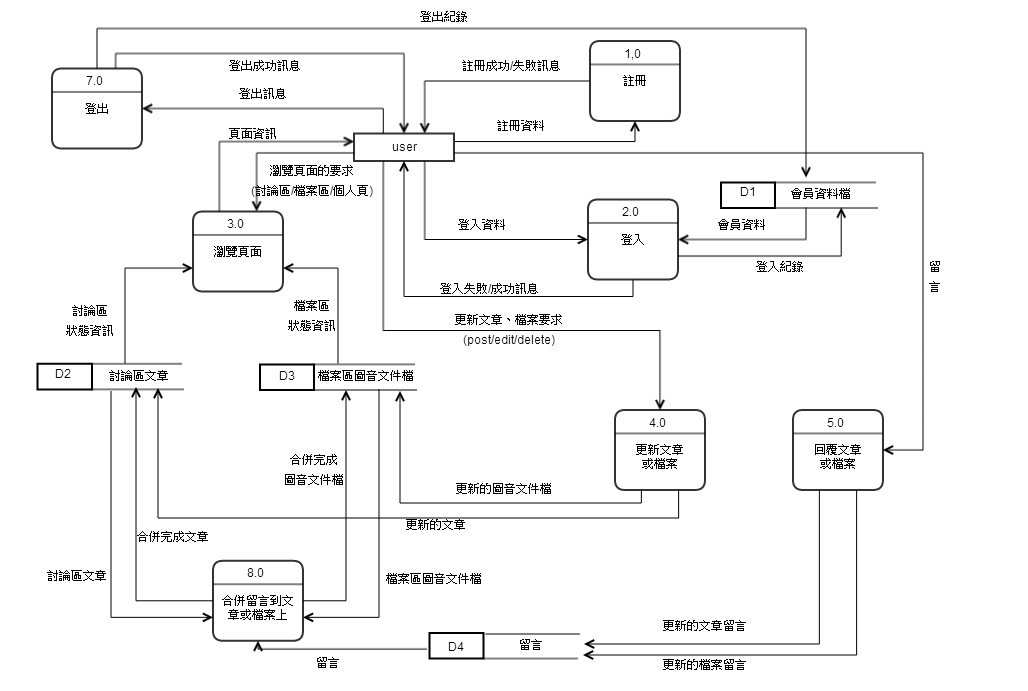 登出紀錄
登出成功訊息
登出訊息
7.0
登出
註冊成功/失敗訊息
1,0
註冊
註冊資料
頁面資訊
user
瀏覽頁面的要求
(討論區/檔案區/個人頁)
D1
會員資料檔
會員資料
登入紀錄
2.0
登入
登入資料
登入失敗/成功訊息
3.0
瀏覽頁面
留
言
討論區
狀態資訊
檔案區
狀態資訊
更新文章、檔案要求
(post/edit/delete)
D2
討論區文章
D3
檔案區圖音文件檔
4.0
更新文章
或檔案
5.0
回覆文章
或檔案
合併完成
圖音文件檔
更新的圖音文件檔
更新的文章
合併完成文章
討論區文章
檔案區圖音文件檔
8.0
合併留言到文
章或檔案上
留言
D4
留言
更新的文章留言
更新的檔案留言